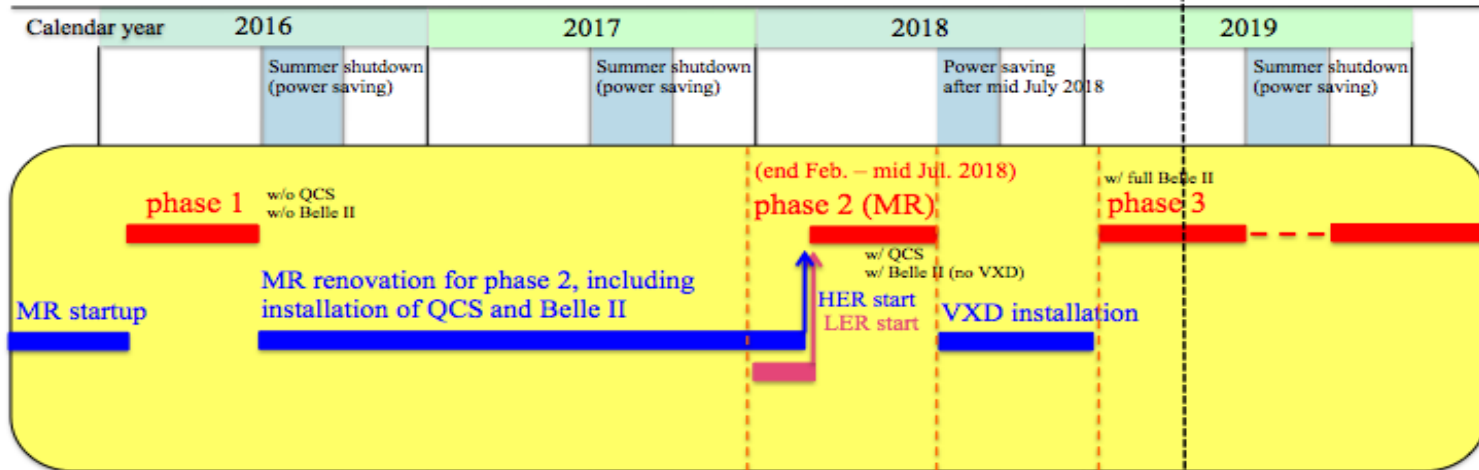 Calendar year
2016
2017
2018
2019
Summer shutdown
(power saving)
Summer shutdown
(power saving)
Power saving
after mid July 2018
Summer shutdown
(power saving)
phase 1
w/o QCS
w/o Belle II
(end Feb. – mid Jul. 2018)
phase 2 (MR)
w/ QCS
w/ Belle II (no VXD)
w/ full Belle II
phase 3
MR startup
MR renovation for phase 2, including
installation of QCS and Belle II
HER start
LER start
VXD installation